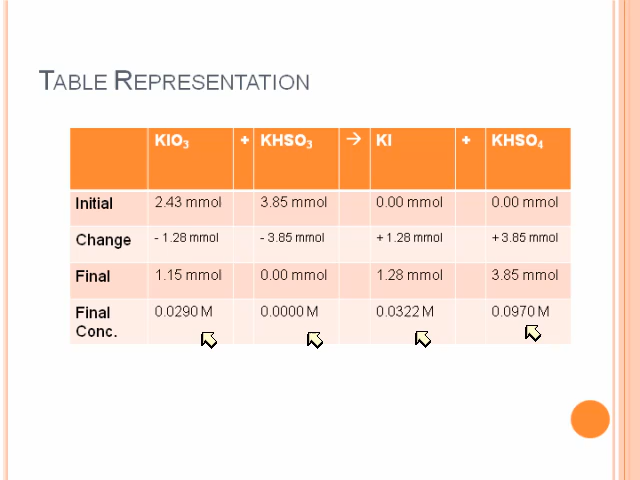 TABLE REPRESENTATION
KIO₃ + KHSO₃ → KI + KHSO₄
Initial 2.43 mmol 3.85 mmol 0.00 mmol 0.00 mmol
Change - 1.28 mmol - 3.85 mmol + 1.28 mmol + 3.85 mmol
Final 1.15 mmol 0.00 mmol 1.28 mmol 3.85 mmol
Final 0.0290 M 0.0000 M 0.0322 M 0.0970 M
Conc.